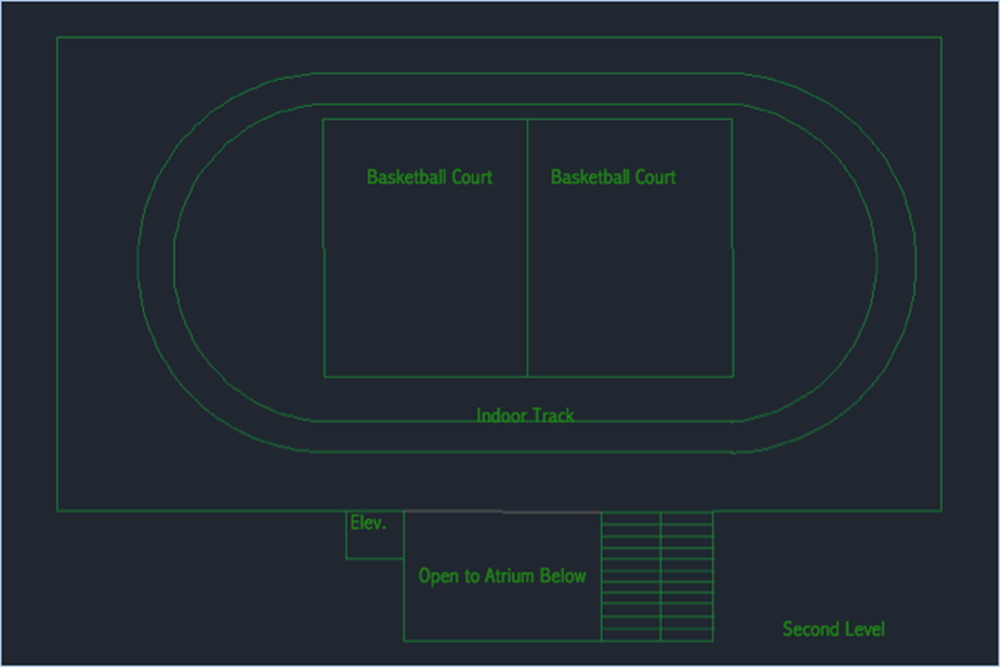 Basketball Court
Basketball Court
Indoor Track
Elev.
Open to Atrium Below
Second Level